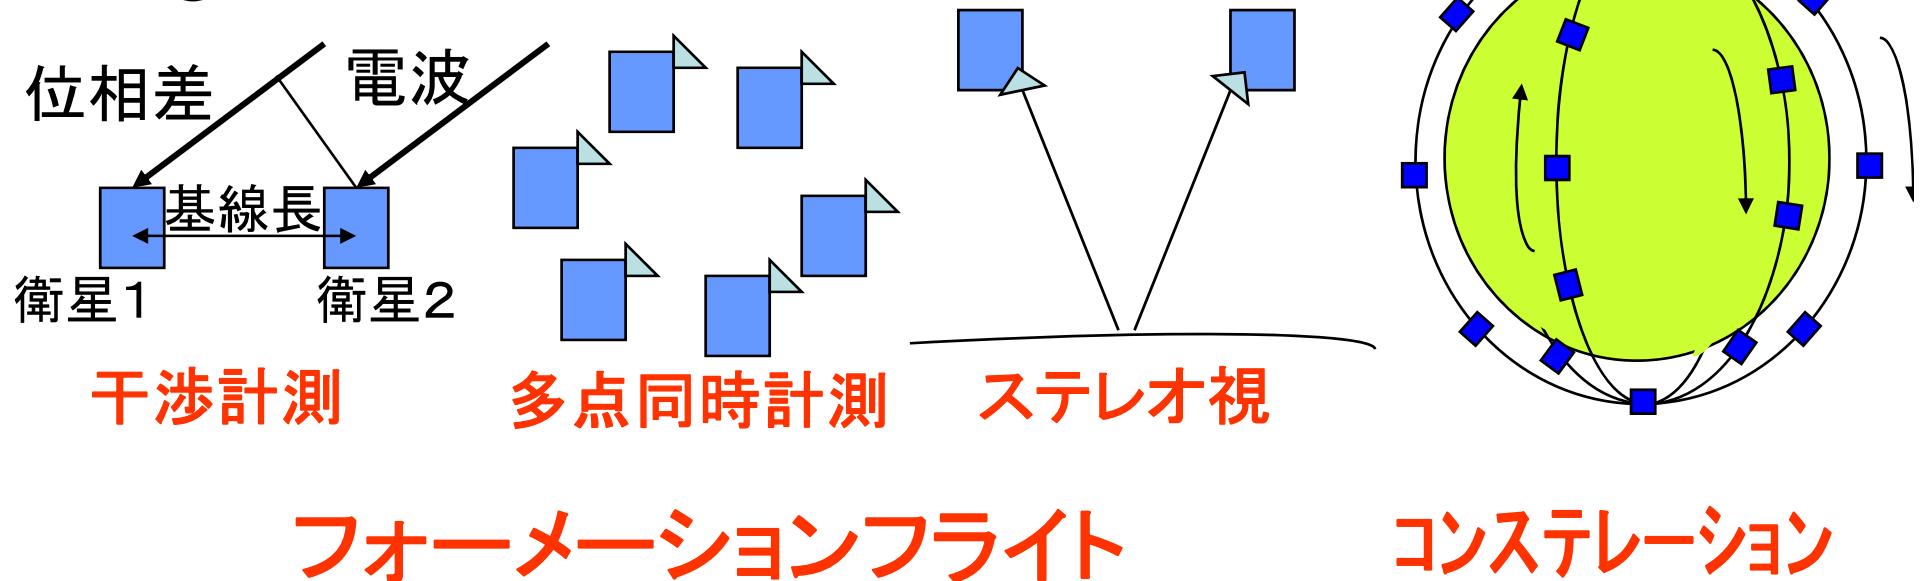 位相差
電波
基線長
衛星1
衛星2
干渉計測
多点同時計測
ステレオ視
フォーメーションフライト
コンステレーション